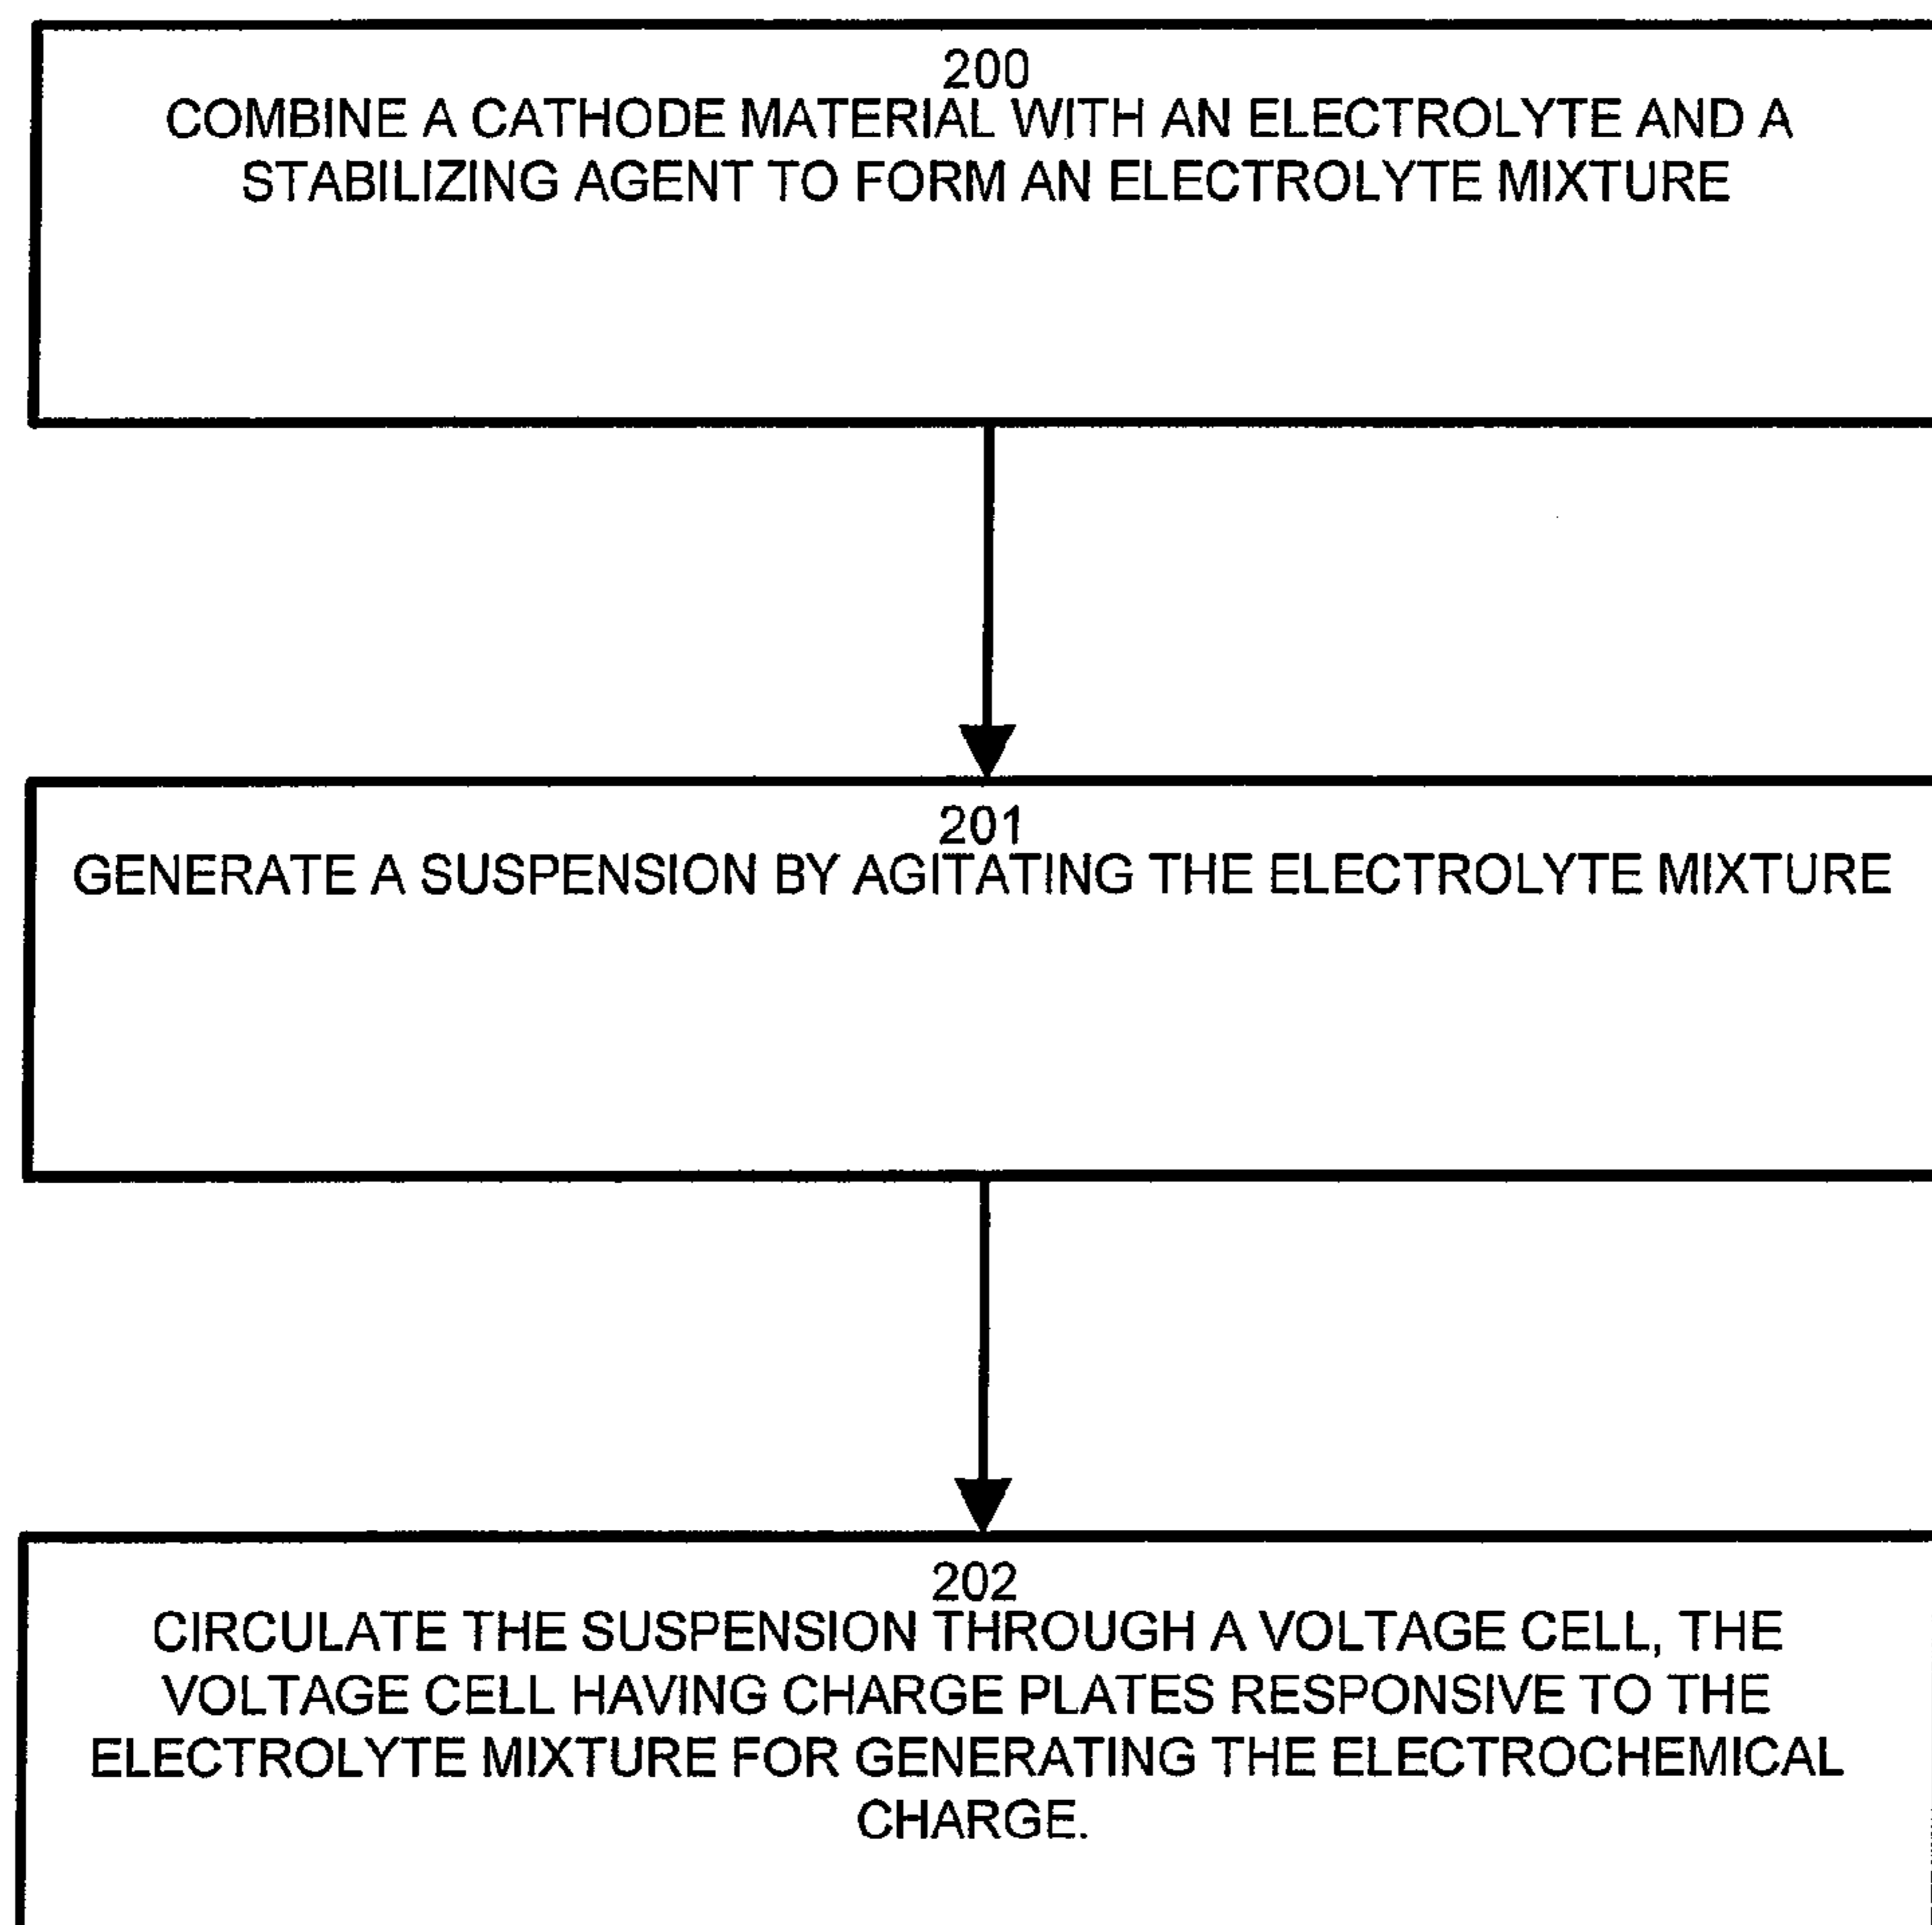 200
COMBINE A CATHODE MATERIAL WITH AN ELECTROLYTE AND A
STABILIZING AGENT TO FORM AN ELECTROLYTE MIXTURE
201
GENERATE A SUSPENSION BY AGITATING THE ELECTROLYTE MIXTURE
202
CIRCULATE THE SUSPENSION THROUGH A VOLTAGE CELL, THE
VOLTAGE CELL HAVING CHARGE PLATES RESPONSIVE TO THE
ELECTROLYTE MIXTURE FOR GENERATING THE ELECTROCHEMICAL
CHARGE.